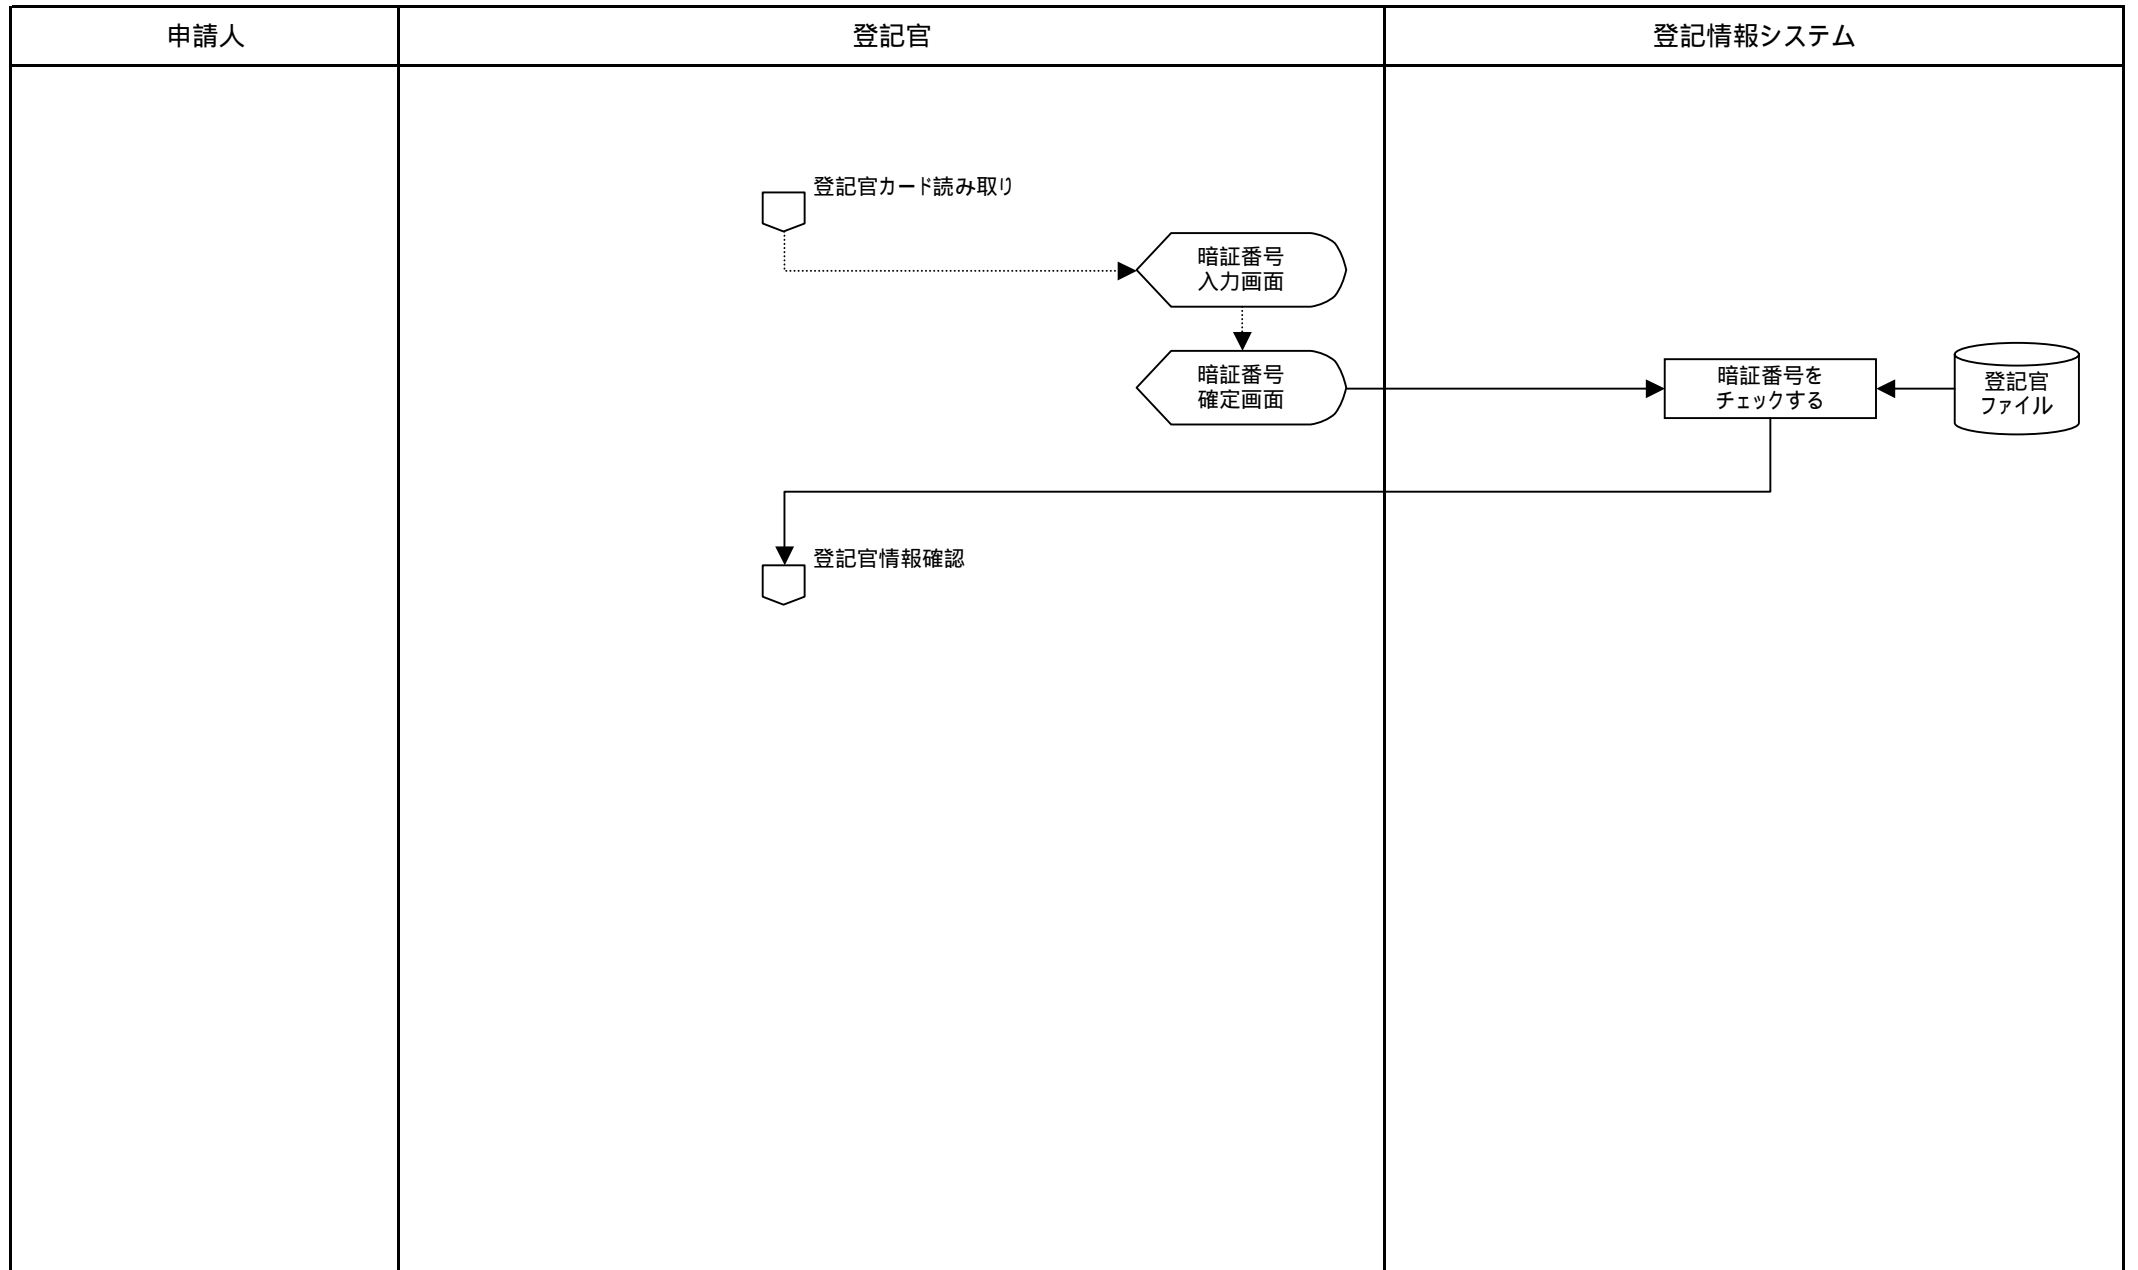 申請人
登記官
登記情報システム
登記官カード読み取り
暗証番号
入力画面
暗証番号
確定画面
暗証番号を
チェックする
登記官
ファイル
登記官情報確認